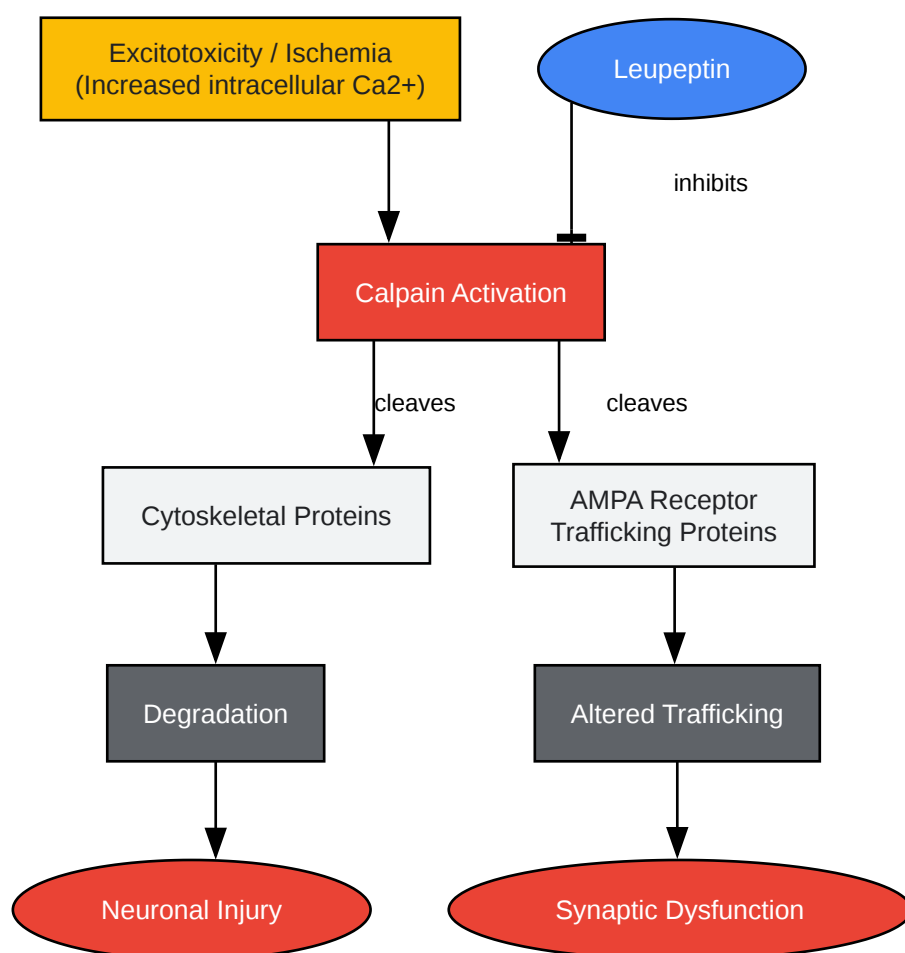 Excitotoxicity / Ischemia
(Increased intracellular Ca2+)
Leupeptin
inhibits
Calpain Activation
cleaves
cleaves
Cytoskeletal Proteins
AMPA Receptor
Trafficking Proteins
Degradation
Altered Trafficking
Neuronal Injury
Synaptic Dysfunction